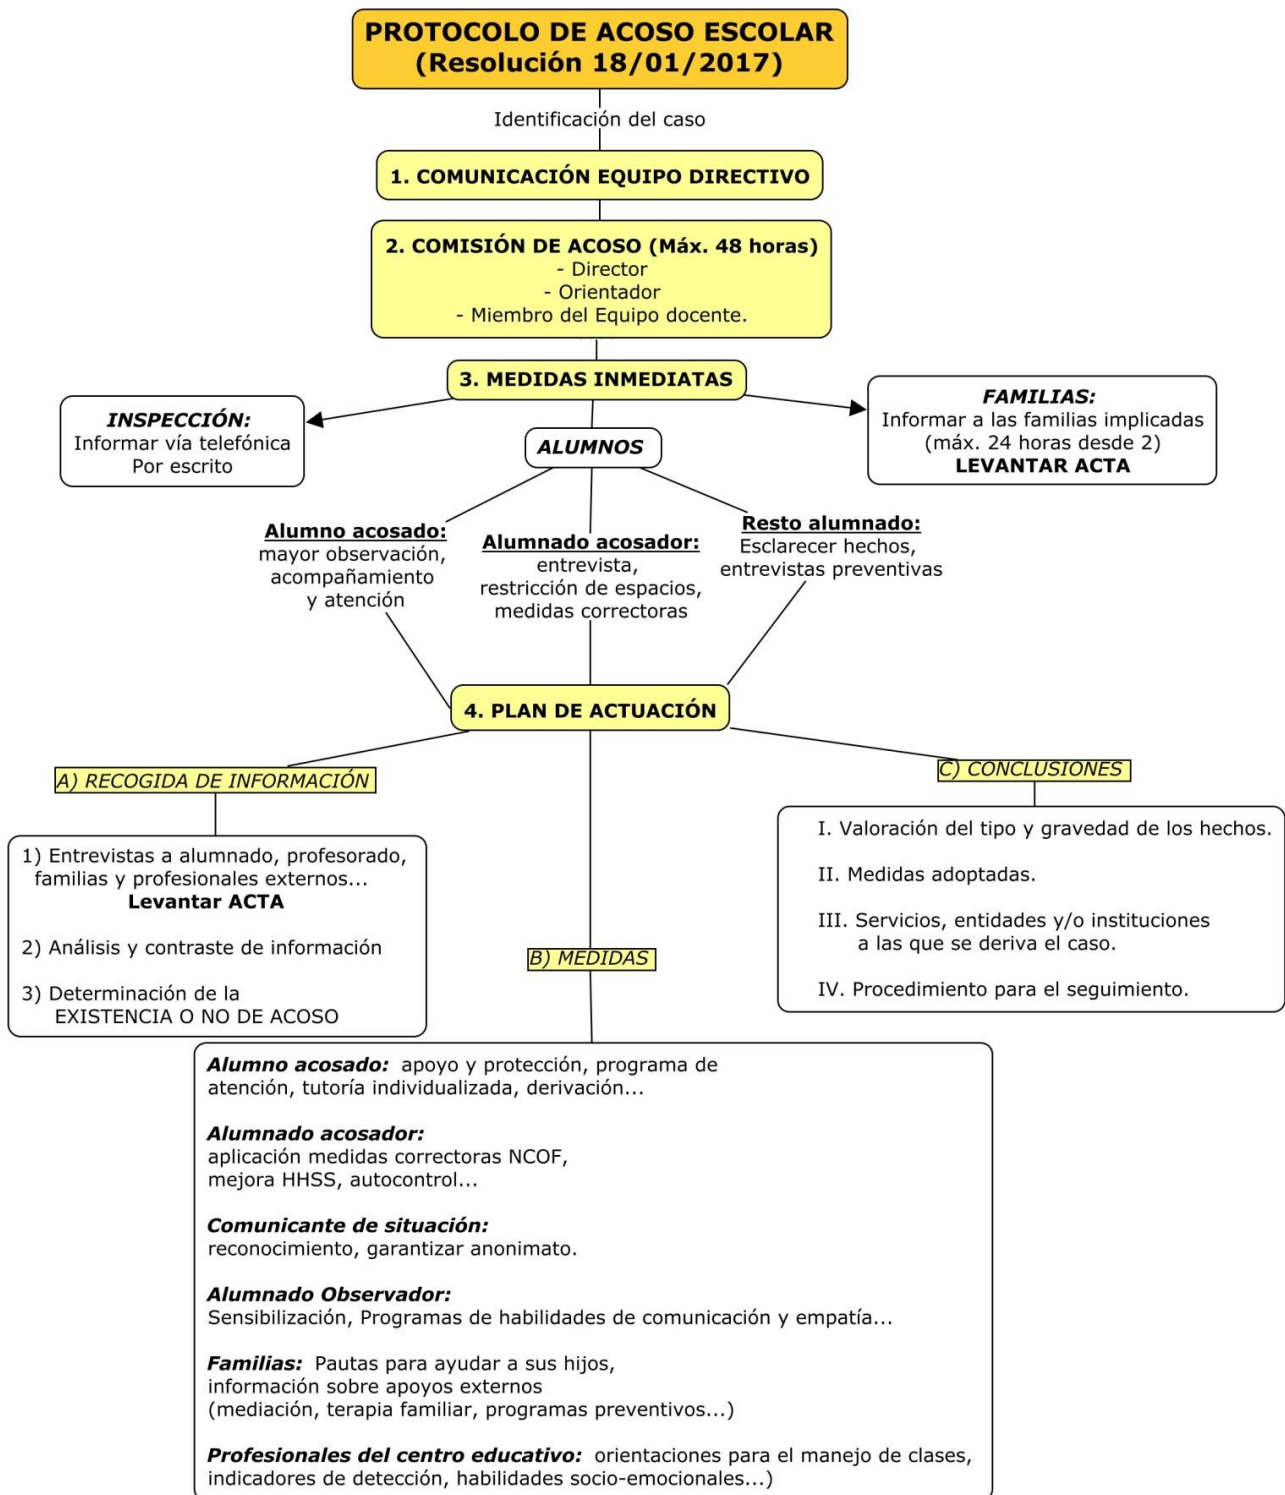 PROTOCOLO DE ACOSO ESCOLAR
(Resolución 18/01/2017)
Identificación del caso
1. COMUNICACIÓN EQUIPO DIRECTIVO
2. COMISIÓN DE ACOSO (Máx. 48 horas)
- Director
- Orientador
- Miembro del Equipo docente.
3. MEDIDAS INMEDIATAS
INSPECCIÓN:
Informar vía telefónica
Por escrito
ALUMNOS
FAMILIAS:
Informar a las familias implicadas
(máx. 24 horas desde 2)
LEVANTAR ACTA
Alumno acosado:
mayor observación,
acompañamiento
y atención
Alumnado acosador:
entrevista,
restricción de espacios,
medidas correctoras
Resto alumnado:
Esclarecer hechos,
entrevistas preventivas
4. PLAN DE ACTUACIÓN
A) RECOGIDA DE INFORMACIÓN
1) Entrevistas a alumnado, profesorado,
familias y profesionales externos...
Levantar ACTA
2) Análisis y contraste de información
3) Determinación de la
EXISTENCIA O NO DE ACOSO
B) MEDIDAS
Alumno acosado: apoyo y protección, programa de
atención, tutoría individualizada, derivación...
Alumnado acosador:
aplicación medidas correctoras NCOF,
mejora HHSS, autocontrol...
Comunicante de situación:
reconocimiento, garantizar anonimato.
Alumnado Observador:
Sensibilización, Programas de habilidades de comunicación y empatía...
Familias: Pautas para ayudar a sus hijos,
información sobre apoyos externos
(mediación, terapia familiar, programas preventivos...)
Profesionales del centro educativo: orientaciones para el manejo de clases,
indicadores de detección, habilidades socio-emocionales...)
C) CONCLUSIONES
I. Valoración del tipo y gravedad de los hechos.
II. Medidas adoptadas.
III. Servicios, entidades y/o instituciones
a las que se deriva el caso.
IV. Procedimiento para el seguimiento.